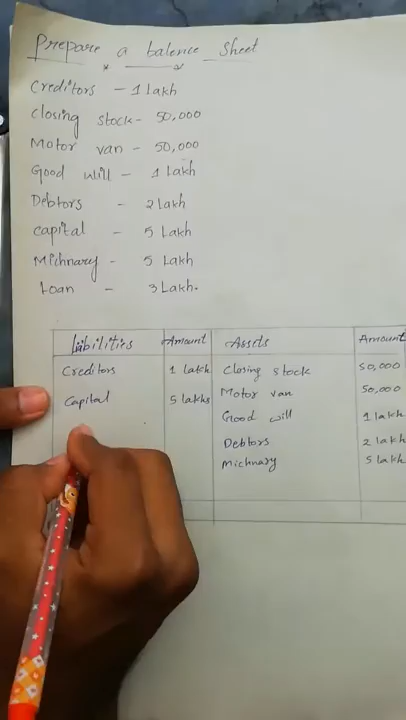 Prepare a balence sheet
Creditors - 1 lakh
Closing stock - 50,000
Motor van - 50,000
Good will - 1 lakh
Debtors - 2 lakh
capital - 5 lakh
Michnary - 5 lakh
Loan - 3 lakh.
liabilities Amount Assets Amount
Creditors 1 lakh Closing stock 50,000
Capital 5 lakhs Motor van 50,000
Good will 1 lakh
Debtors 2 lakh
Michnary 5 lakh